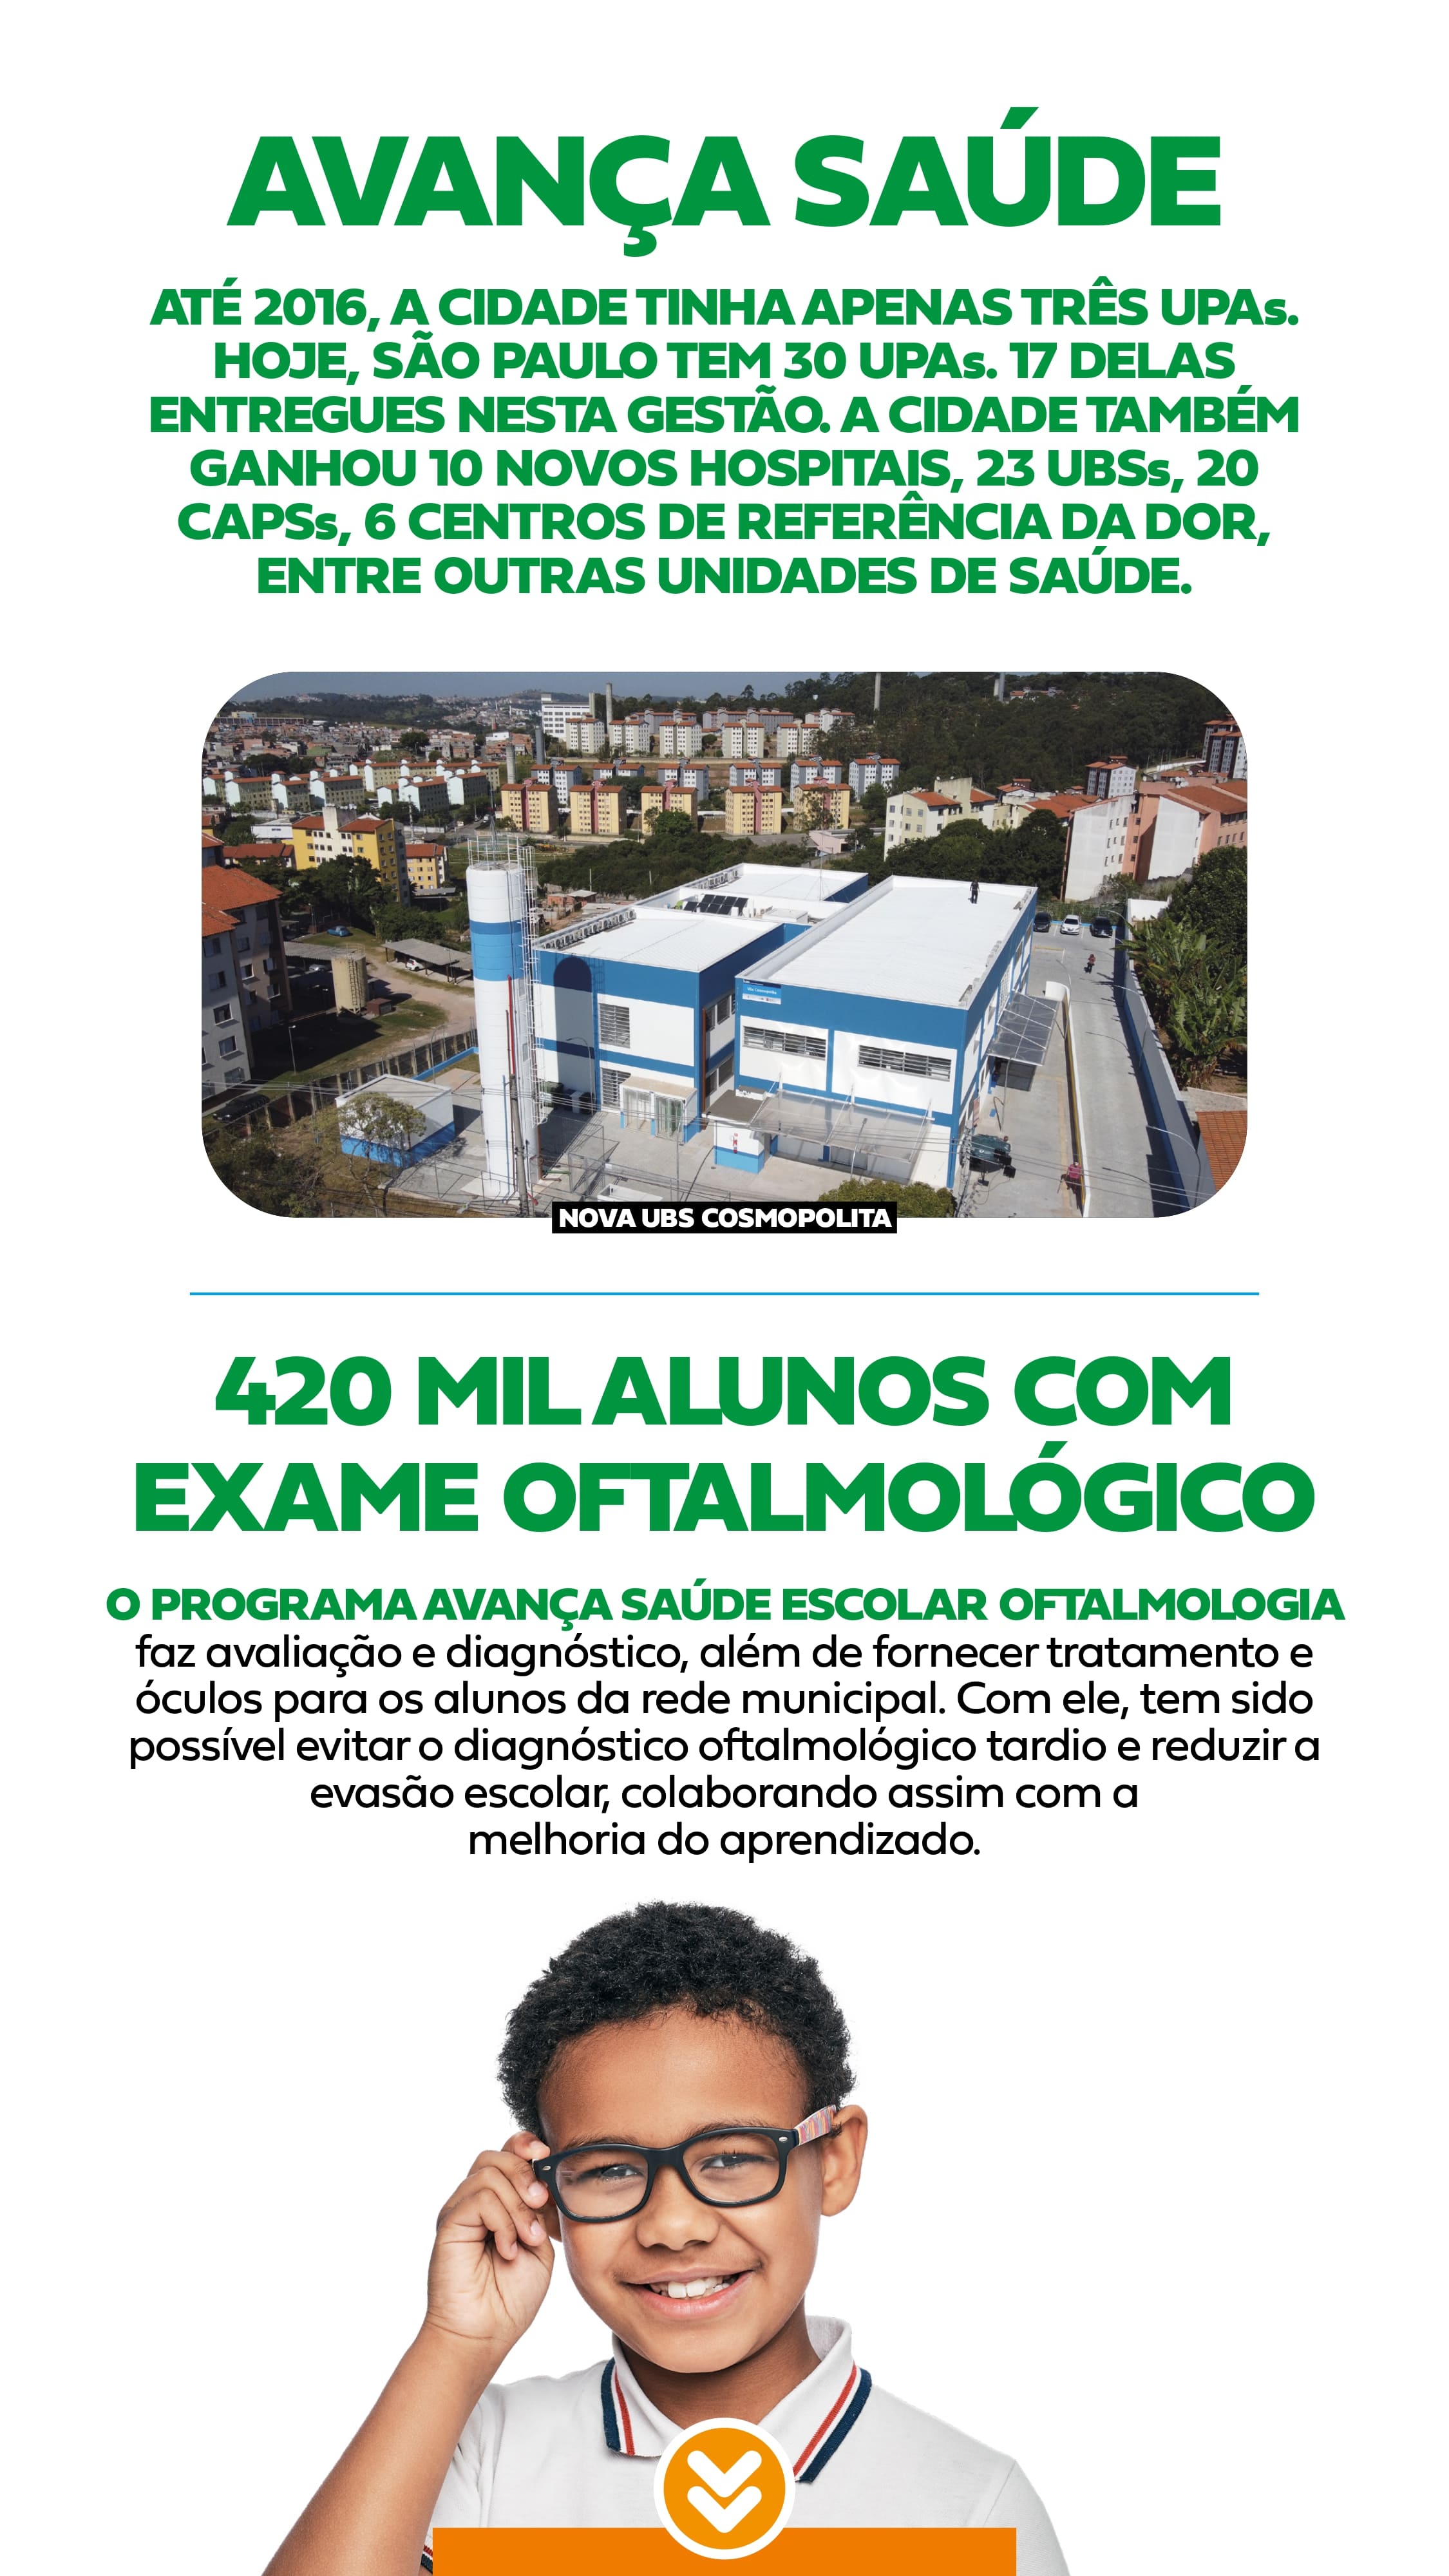 AVANÇA SAÚDE
ATÉ 2016, A CIDADE TINHA APENAS TRÊS UPAs.
HOJE, SÃO PAULO TEM 30 UPAs. 17 DELAS
ENTREGUES NESTA GESTÃO. A CIDADE TAMBÉM
GANHOU 10 NOVOS HOSPITAIS, 23 UBSs, 20
CAPSs, 6 CENTROS DE REFERÊNCIA DA DOR,
ENTRE OUTRAS UNIDADES DE SAÚDE.
NOVA UBS COSMOPOLITA
420 MIL ALUNOS COM
EXAME OFTALMOLÓGICO
O PROGRAMA AVANÇA SAÚDE ESCOLAR OFTALMOLOGIA
faz avaliação e diagnóstico, além de fornecer tratamento e
óculos para os alunos da rede municipal. Com ele, tem sido
possível evitar o diagnóstico oftalmológico tardio e reduzir a
evasão escolar, colaborando assim com a
melhoria do aprendizado.